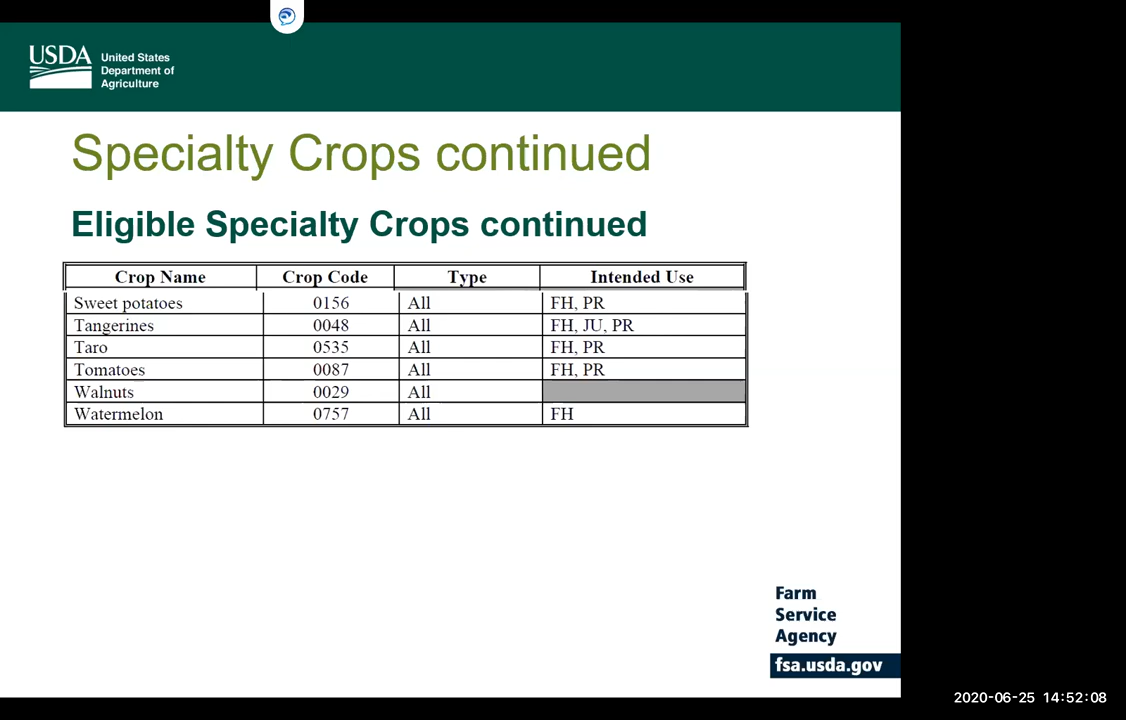 USDA
United States
Department of
Agriculture
Specialty Crops continued
Eligible Specialty Crops continued
Crop Name Crop Code Type Intended Use
Sweet potatoes 0156 All FH, PR
Tangerines 0048 All FH, JU, PR
Taro 0535 All FH, PR
Tomatoes 0087 All FH, PR
Walnuts 0029 All
Watermelon 0757 All FH
Farm
Service
Agency
fsa.usda.gov
2020-06-25 14:52:08